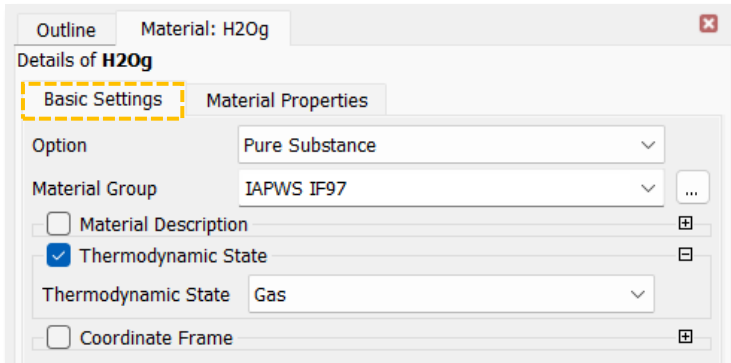 Outline Material: H2Og
Details of H2Og
Basic Settings Material Properties
Option Pure Substance
Material Group IAPWS IF97 ...
Material Description
Thermodynamic State
Thermodynamic State Gas
Coordinate Frame